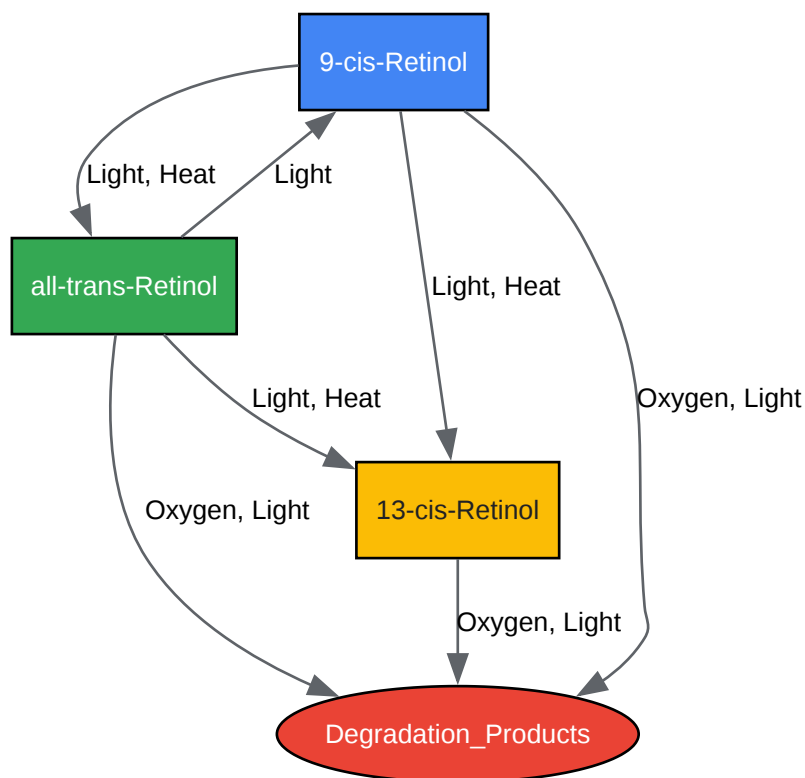 9-cis-Retinol
Light, Heat
Light
all-trans-Retinol
Light, Heat
Light, Heat
Oxygen, Light
Oxygen, Light
13-cis-Retinol
Oxygen, Light
Degradation_Products